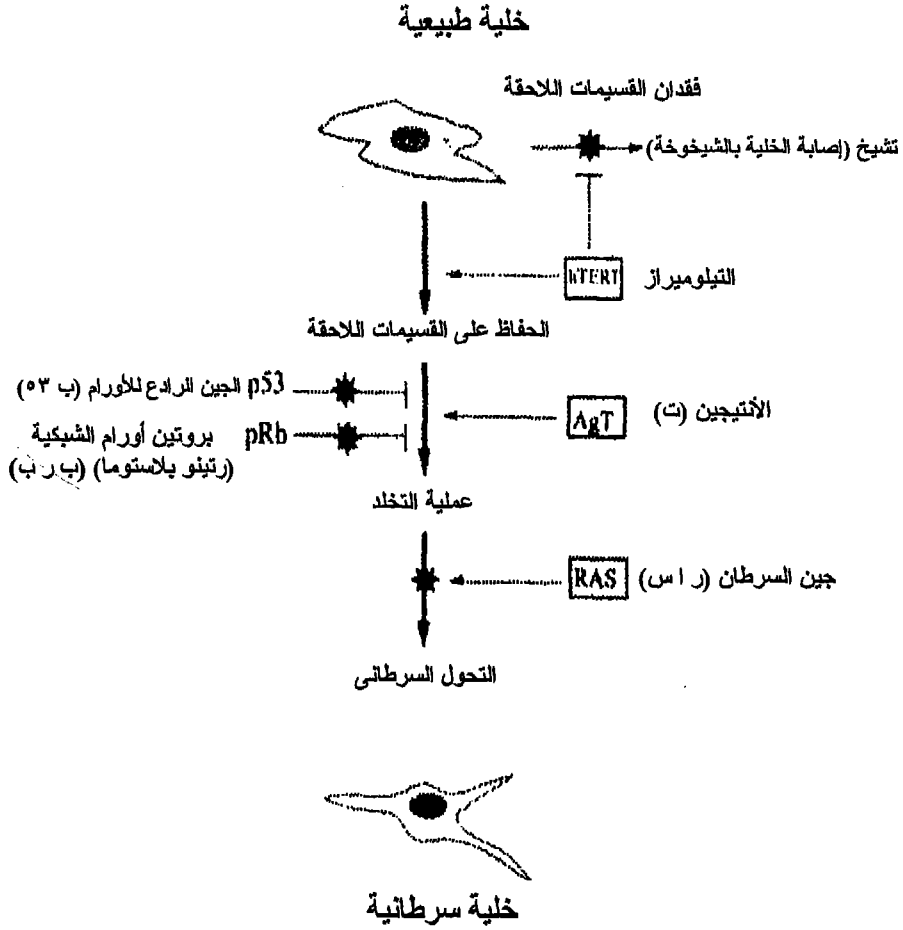 خلية طبيعية
فقدان القسيمات اللاحقة
تشيخ (إصابة الخلية بالشيخوخة)
hTERT
التيلوميراز
الحفاظ على القسيمات اللاحقة
p53 الجين الرادع للأورام (ب ٥٣)
pRb بروتين أورام الشبكية
(رتينو بلاستوما) (ب ر ب)
الأنتيجين (ت)
AgT
عملية التخلد
جين السرطان (ر ا س)
RAS
التحول السرطانى
خلية سرطانية